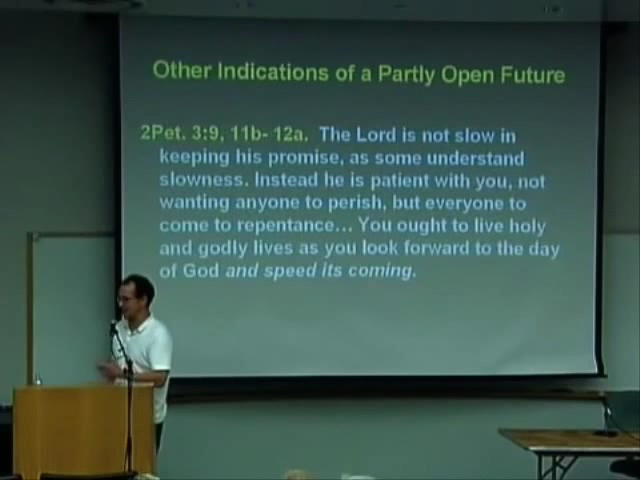 Other Indications of a Partly Open Future
2Pet. 3:9, 11b- 12a. The Lord is not slow in
keeping his promise, as some understand
slowness. Instead he is patient with you, not
wanting anyone to perish, but everyone to
come to repentance... You ought to live holy
and godly lives as you look forward to the day
of God and speed its coming.